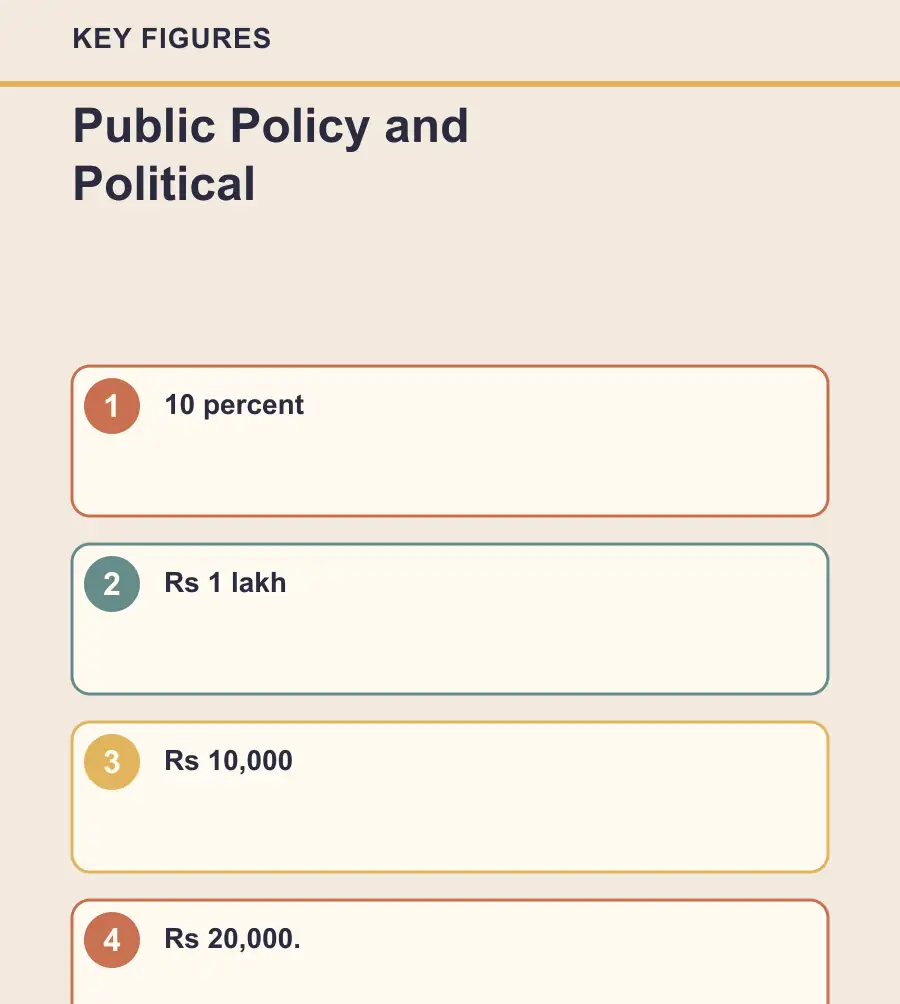 KEY FIGURES
Public Policy and
Political
1 10 percent
2 Rs 1 lakh
3 Rs 10,000
4 Rs 20,000.